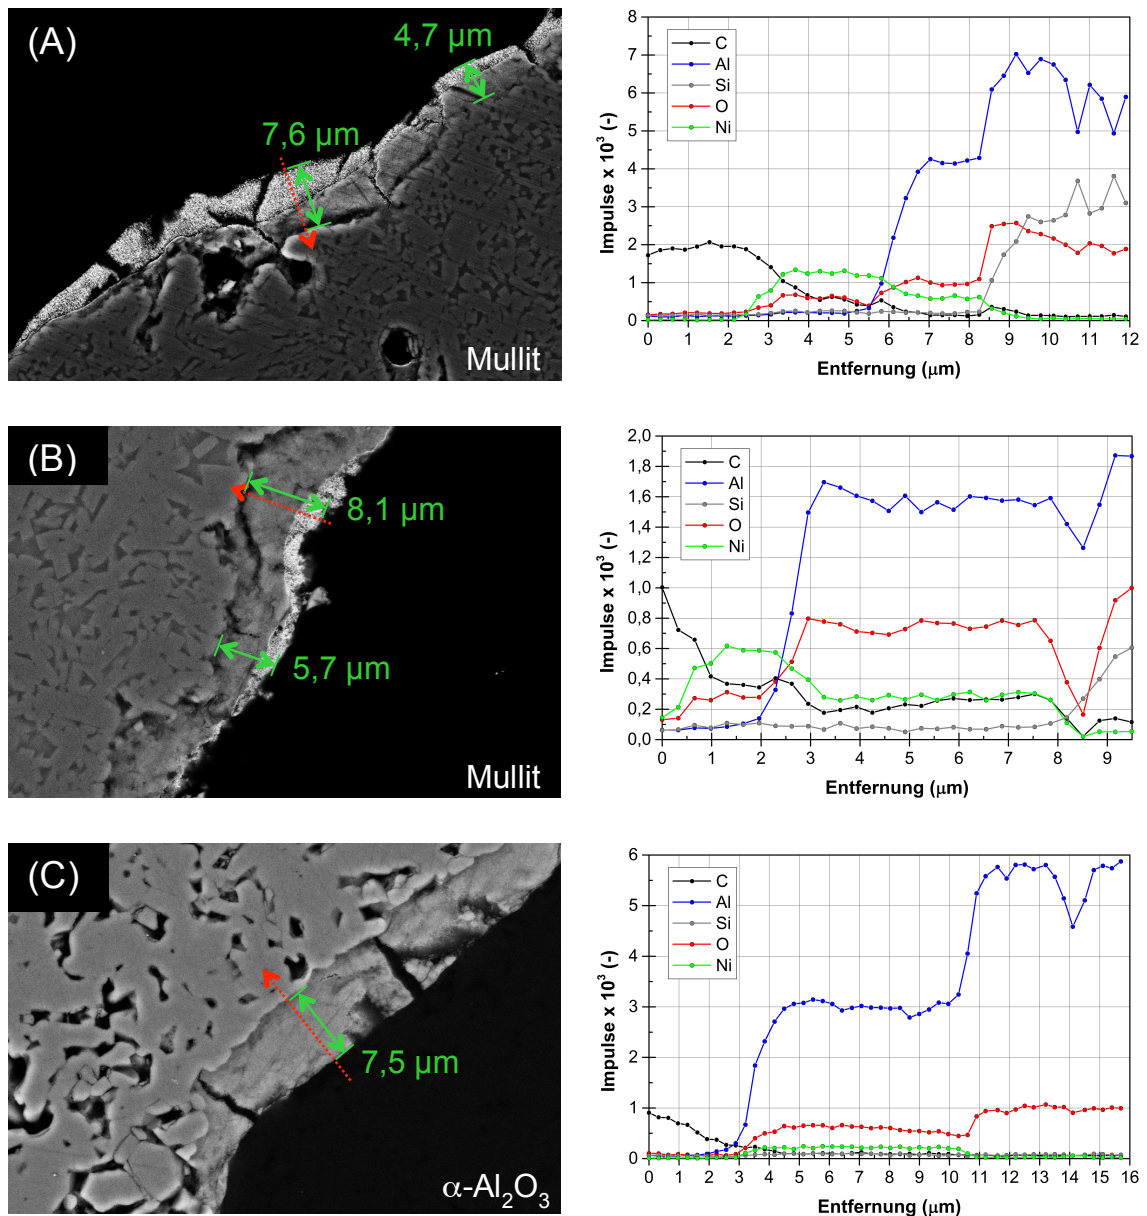 (A)
4,7 µm
7,6 µm
Mullit
8
7
6
5
4
3
2
1
0
Impulse x 10³ (-)
C
Al
Si
O
Ni
0 1 2 3 4 5 6 7 8 9 10 11 12
Entfernung (µm)
(B)
8,1 µm
5,7 µm
Mullit
2,0
1,8
1,6
1,4
1,2
1,0
0,8
0,6
0,4
0,2
0,0
Impulse x 10³ (-)
C
Al
Si
O
Ni
0 1 2 3 4 5 6 7 8 9
Entfernung (µm)
(C)
7,5 µm
α-Al₂O₃
6
5
4
3
2
1
0
Impulse x 10³ (-)
C
Al
Si
O
Ni
0 1 2 3 4 5 6 7 8 9 10 11 12 13 14 15 16
Entfernung (µm)